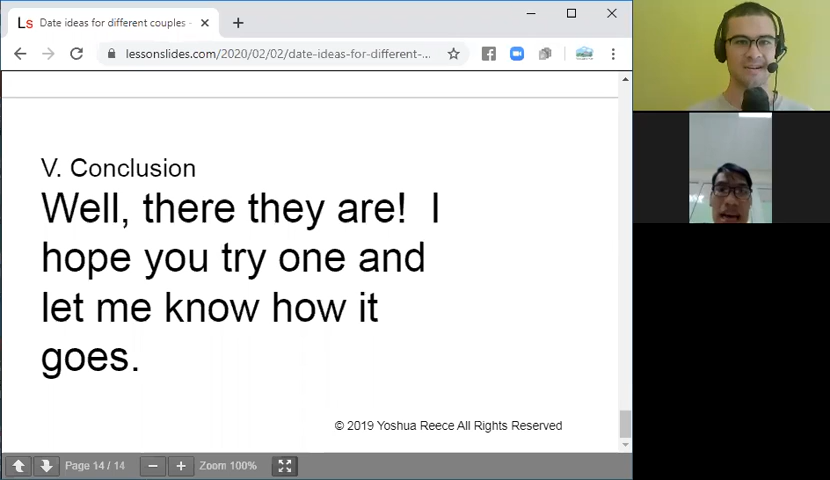 Ls Date ideas for different couples -
lessonslides.com/2020/02/02/date-ideas-for-different-...
V. Conclusion
Well, there they are!  I
hope you try one and
let me know how it
goes.
© 2019 Yoshua Reece All Rights Reserved
Page 14 / 14
Zoom 100%